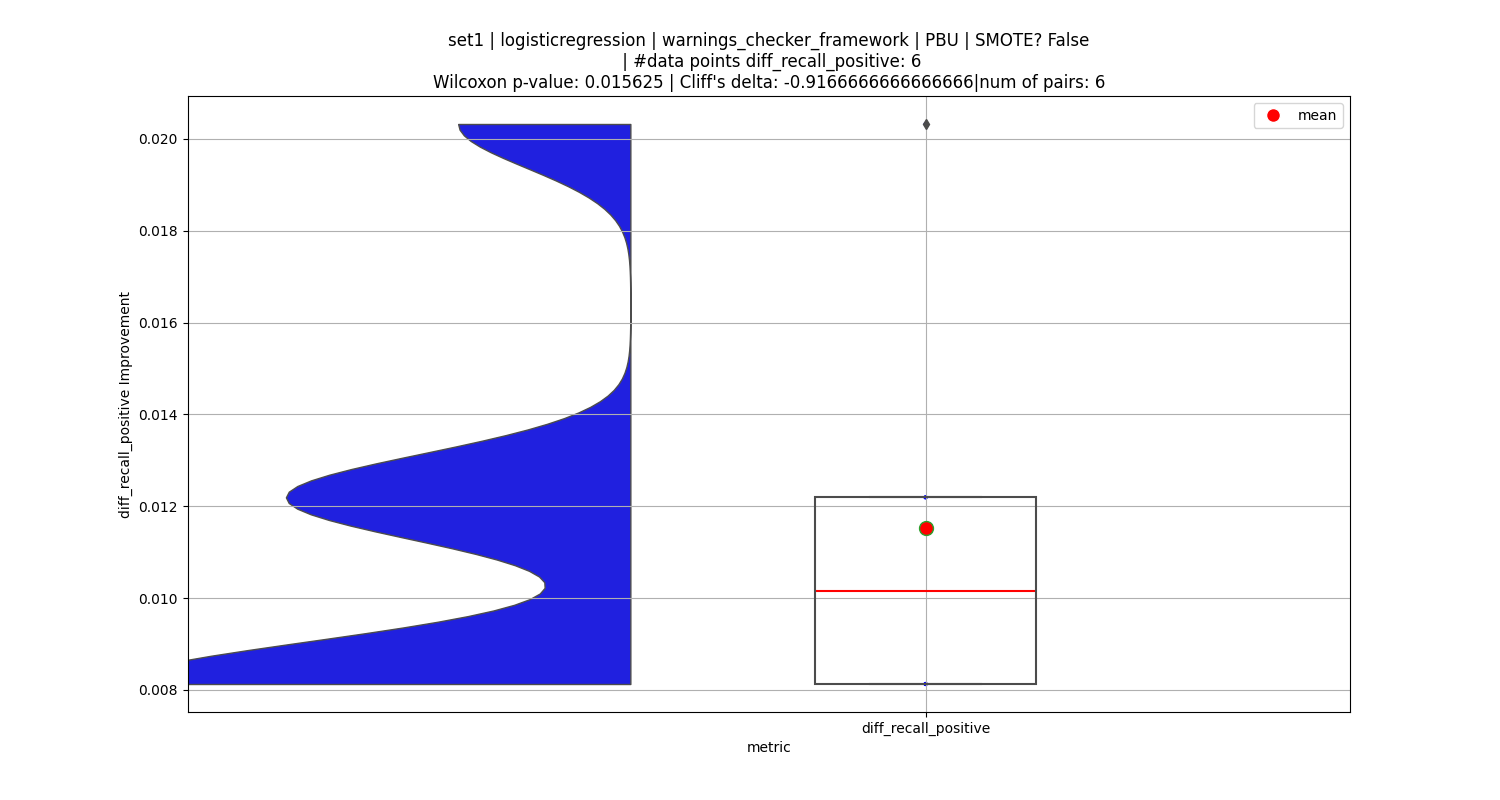 set1 | logisticregression | warnings_checker_framework | PBU | SMOTE? False
| #data points diff_recall_positive: 6
Wilcoxon p-value: 0.015625 | Cliff's delta: -0.9166666666666666|num of pairs: 6
mean
0.020
0.018
0.016
0.014
0.012
0.010
0.008
diff_recall_positive Improvement
diff_recall_positive
metric